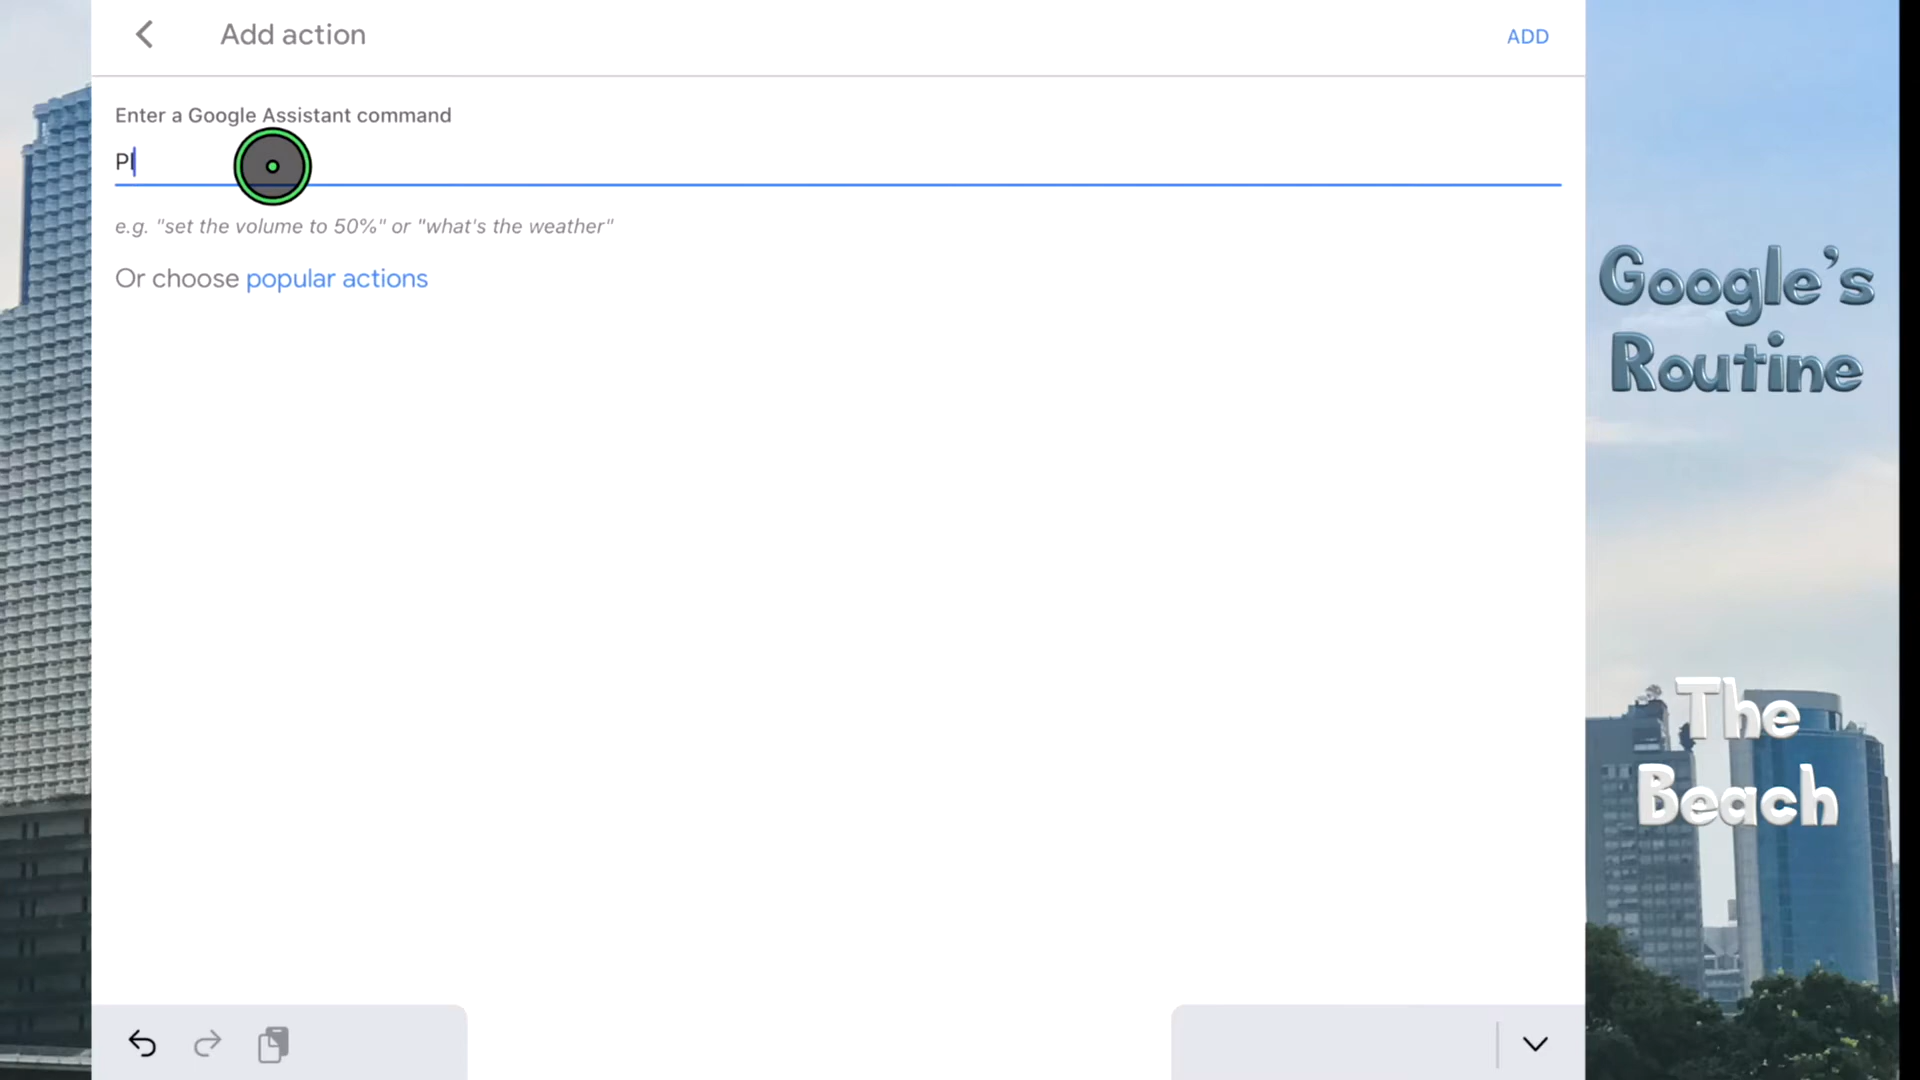 Add action
ADD
Enter a Google Assistant command
Pl
e.g. "set the volume to 50%" or "what's the weather"
Or choose popular actions
Google's
Routine
The
Beach